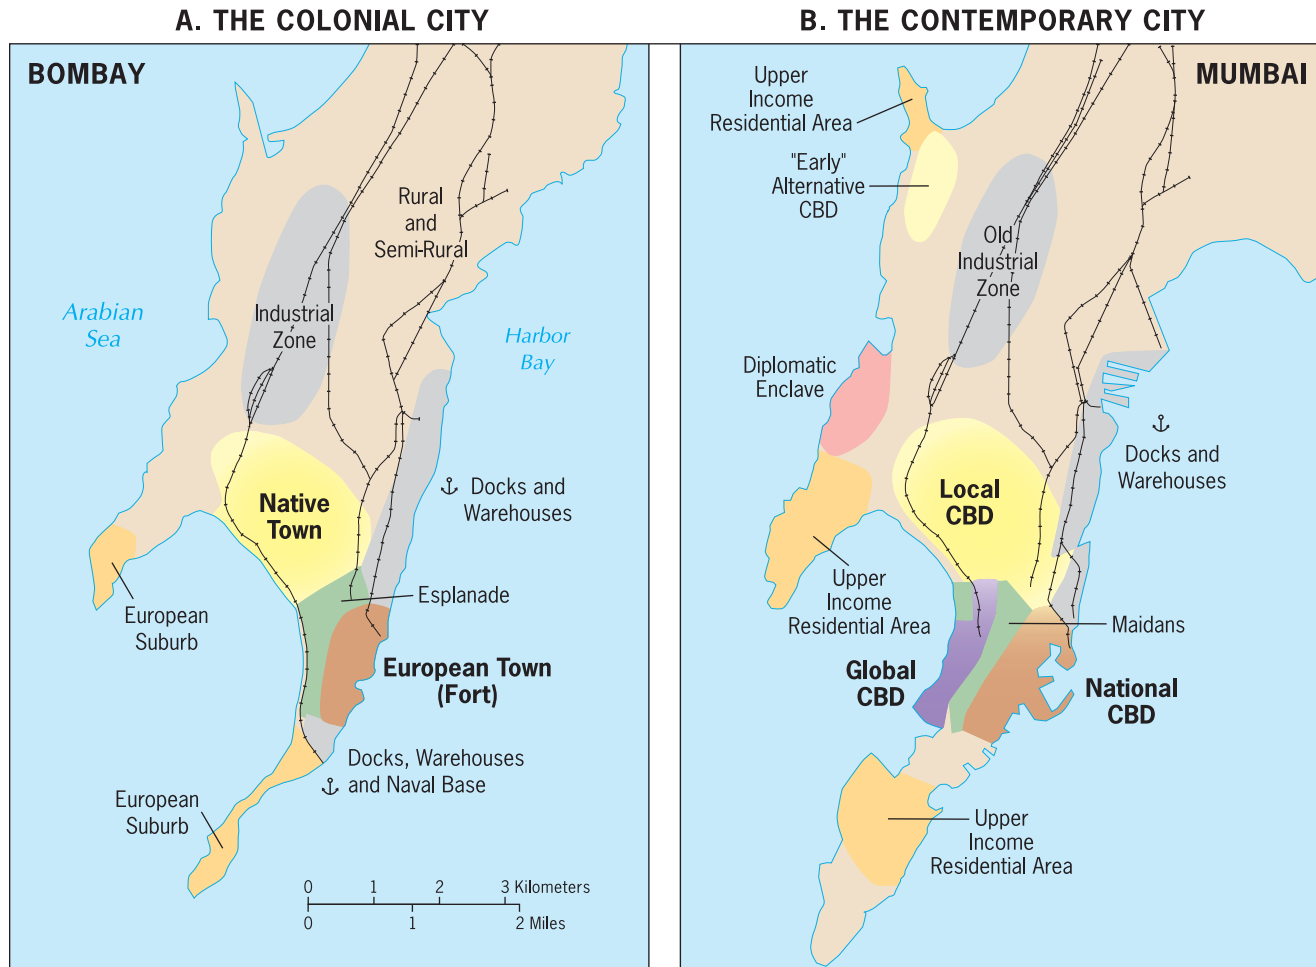 A. THE COLONIAL CITY
BOMBAY
Rural
and
Semi-Rural
Arabian
Sea
Industrial
Zone
Harbor
Bay
Native
Town
Docks and
Warehouses
Esplanade
European
Suburb
European Town
(Fort)
Docks, Warehouses
and Naval Base
European
Suburb
0 1 2 3 Kilometers
0 1 2 Miles
B. THE CONTEMPORARY CITY
MUMBAI
Upper
Income
Residential Area
"Early"
Alternative
CBD
Old
Industrial
Zone
Diplomatic
Enclave
Docks and
Warehouses
Local
CBD
Upper
Income
Residential Area
Maidans
Global
CBD
National
CBD
Upper
Income
Residential Area